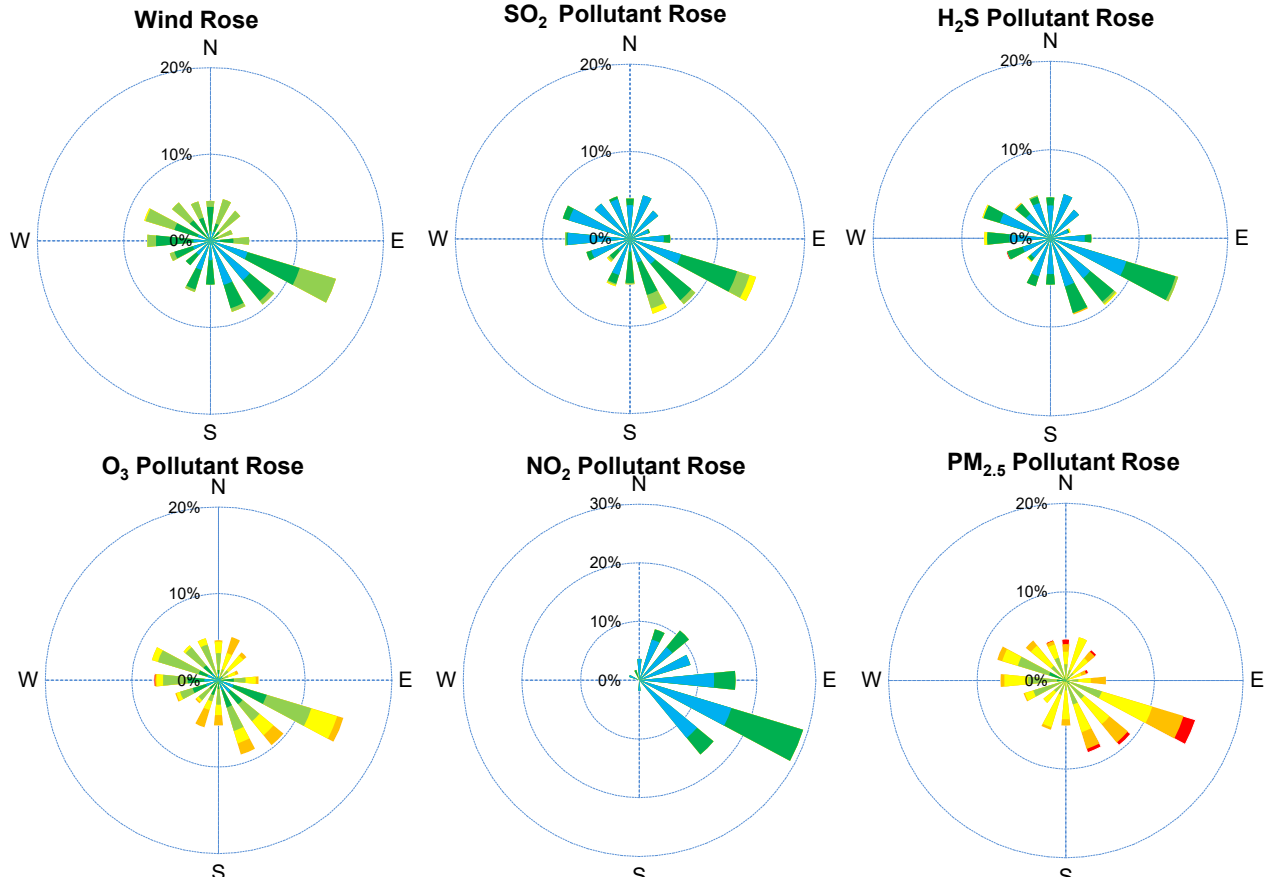 Wind Rose
N
20%
10%
0%
W
E
S
SO₂ Pollutant Rose
N
20%
10%
0%
W
E
S
H₂S Pollutant Rose
N
20%
10%
0%
W
E
S
O₃ Pollutant Rose
N
20%
10%
0%
W
E
S
NO₂ Pollutant Rose
N
30%
20%
10%
0%
W
E
S
PM₂.₅ Pollutant Rose
N
20%
10%
0%
W
E
S